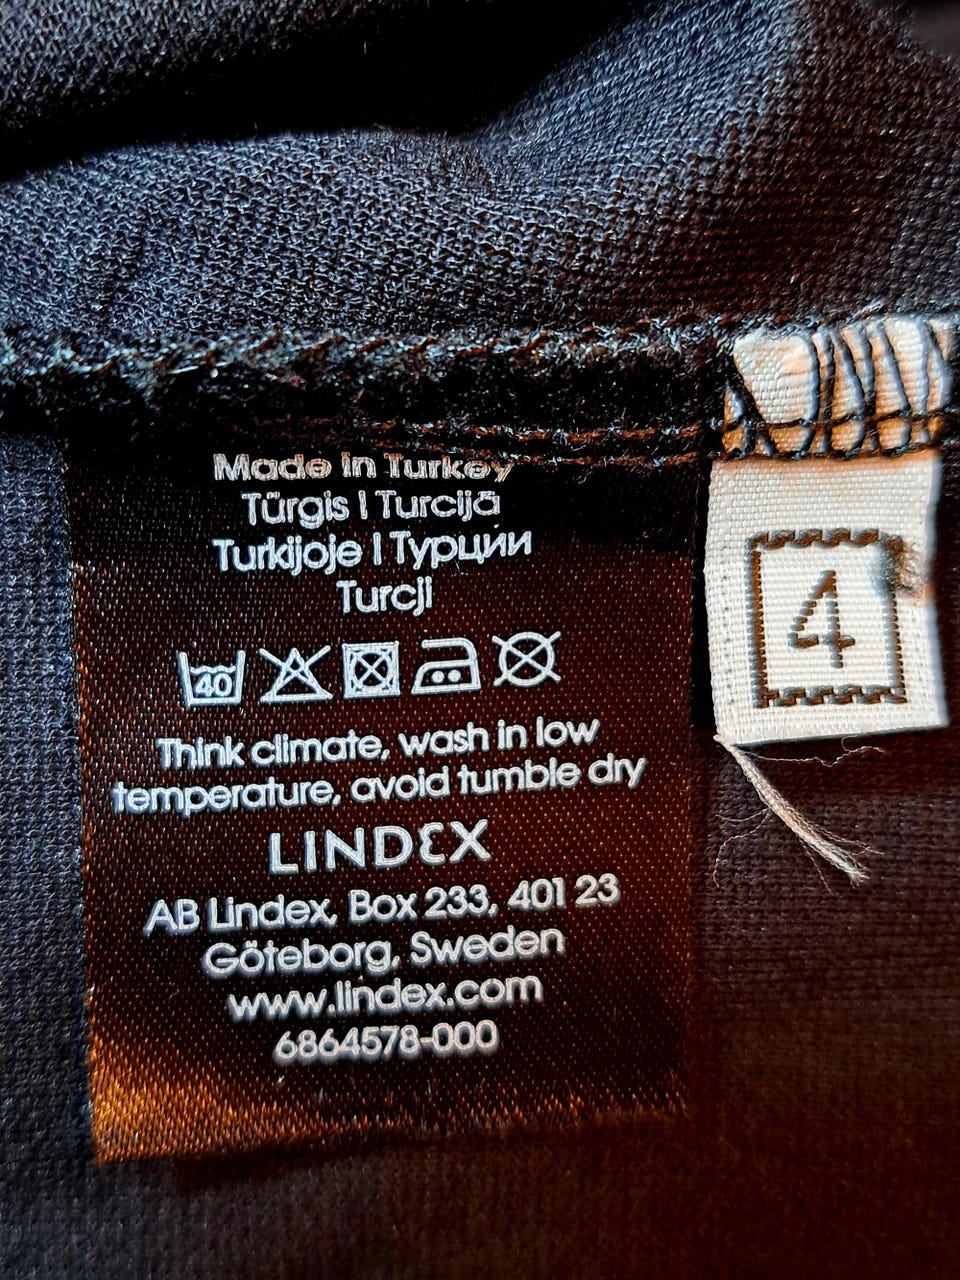 Made in Turkey
Türgis | Turcijā
Turkijoje | Турции
Turcji
40
Think climate, wash in low
temperature, avoid tumble dry
LINDEX
AB Lindex, Box 233, 401 23
Göteborg, Sweden
www.lindex.com
6864578-000
4